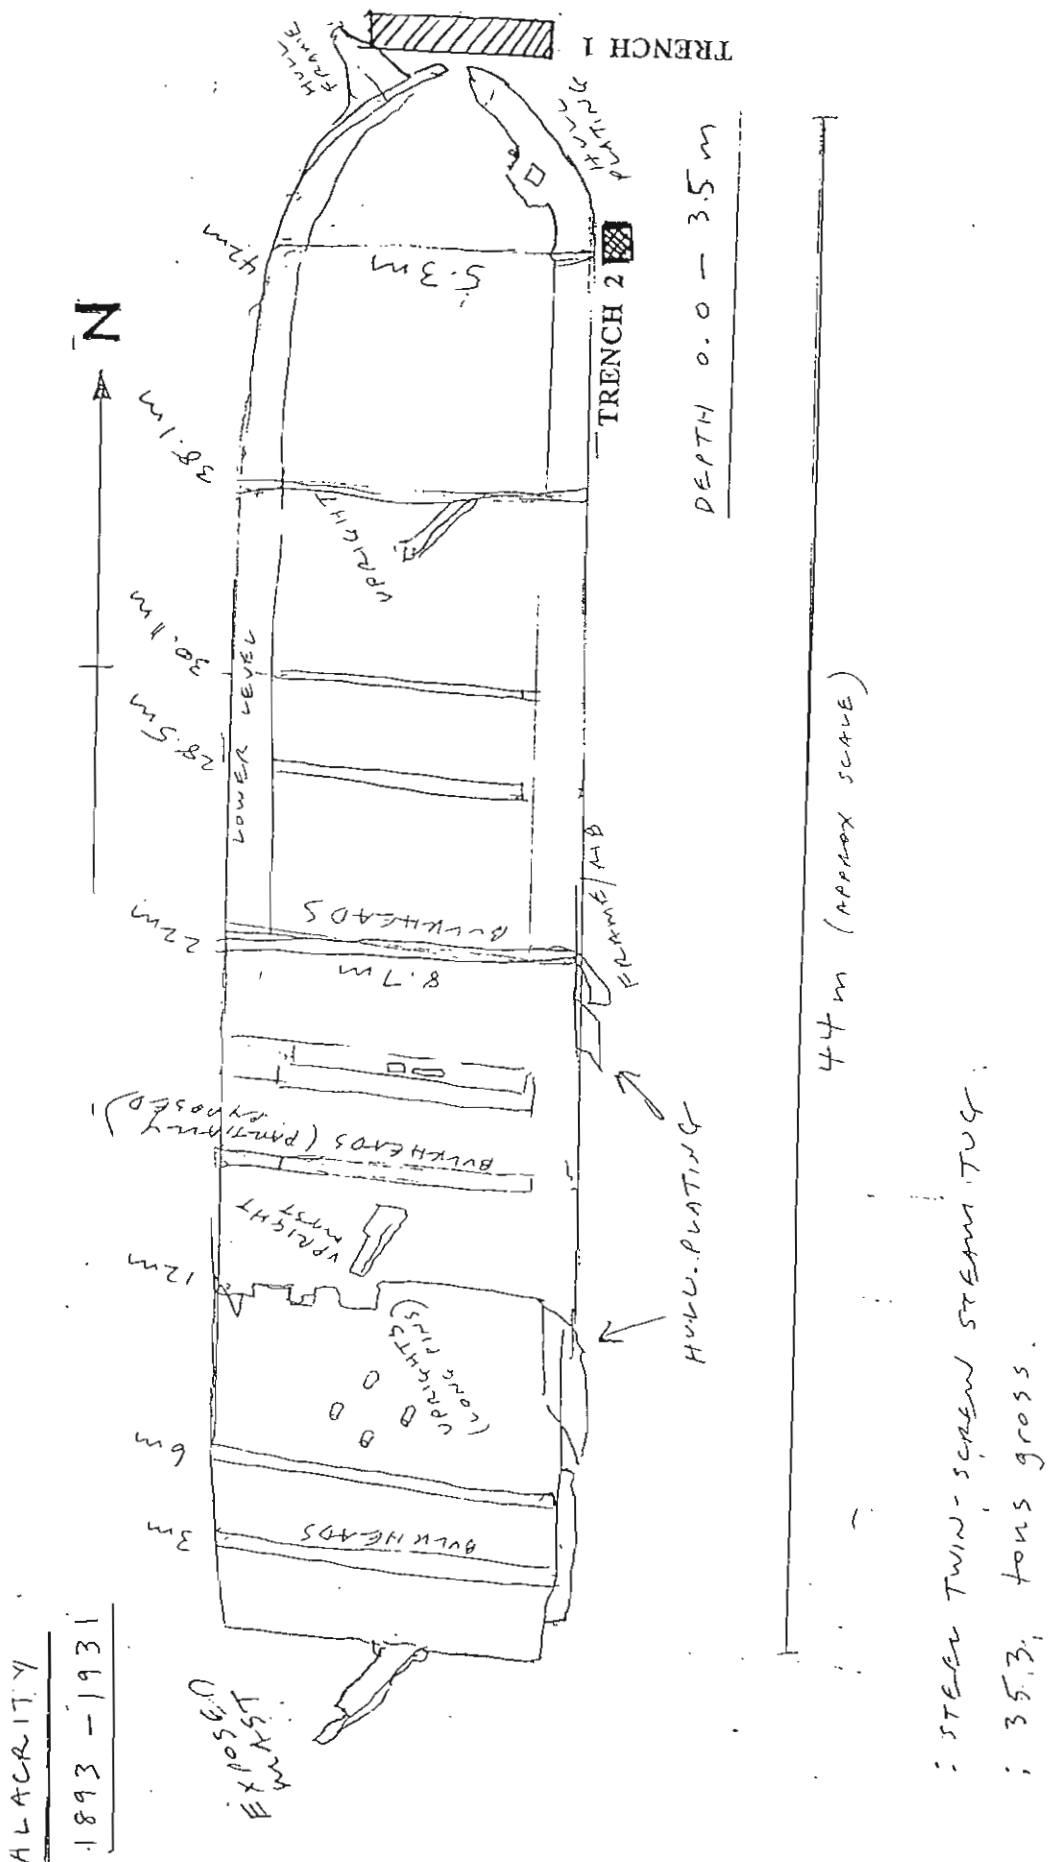 ALACRITY
1893 - 1931
N
TRENCH 1
HULL
FRAME
HULL
PLATING
42m
5.3m
TRENCH 2
DEPTH 0.0 - 3.5 m
38.1m
UPRIGHT
30.1m
28.5m
LOWER LEVEL
22m
BULKHEADS
8.7m
FRAME/
44m (APPROX SCALE)
BULKHEADS (PARTIALLY
EXPOSED)
UPRIGHT
MAST
HULL PLATING
12m
UPRIGHTS
(LONG PINS)
6m
3m
BULKHEADS
EXPOSED
MAST
: STEEL TWIN-SCREW STEAM TUG.
: 353 tons gross.